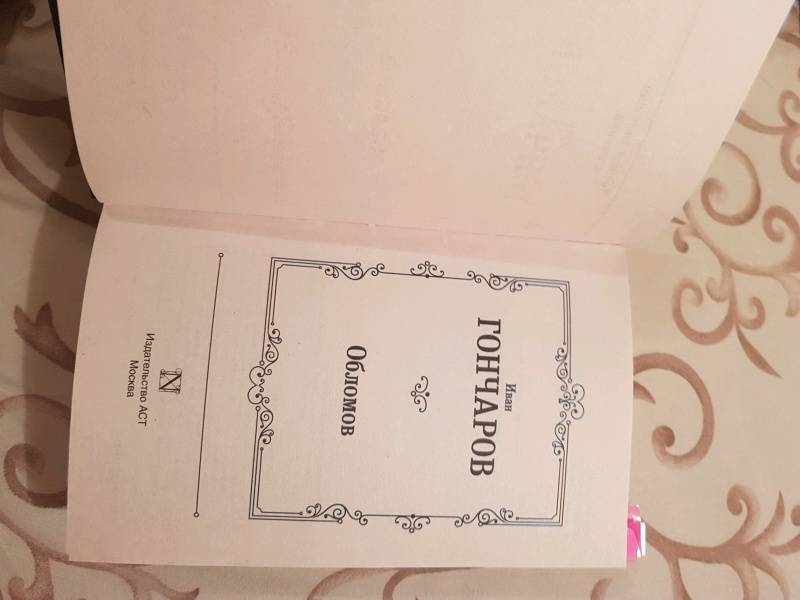 Иван
ГОНЧАРОВ
Обломов
Издательство АСТ
Москва